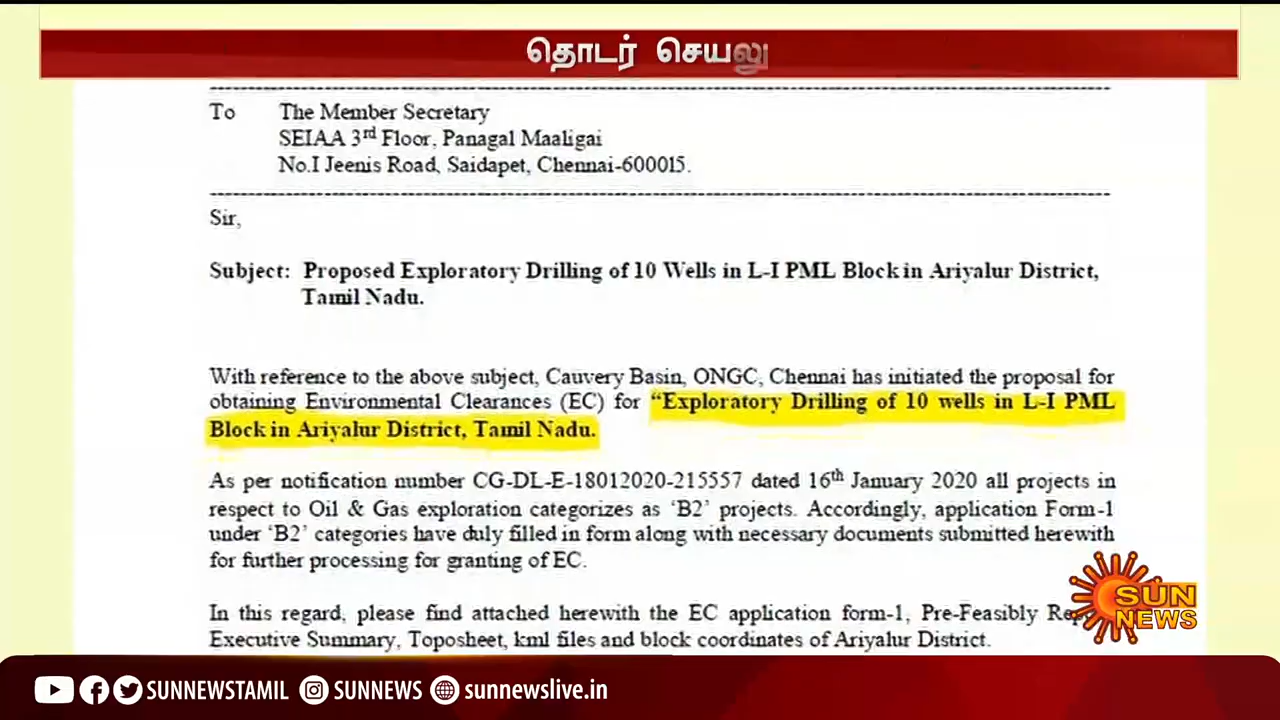 தொடர் செயலு
To The Member Secretary
SEIAA 3rd Floor, Panagal Maaligai
No.I Jeenis Road, Saidapet, Chennai-600015.
Sir,
Subject: Proposed Exploratory Drilling of 10 Wells in L-I PML Block in Ariyalur District,
Tamil Nadu.
With reference to the above subject, Cauvery Basin, ONGC, Chennai has initiated the proposal for
obtaining Environmental Clearances (EC) for “Exploratory Drilling of 10 wells in L-I PML
Block in Ariyalur District, Tamil Nadu.
As per notification number CG-DL-E-18012020-215557 dated 16th January 2020 all projects in
respect to Oil & Gas exploration categorizes as ‘B2’ projects. Accordingly, application Form-1
under ‘B2’ categories have duly filled in form along with necessary documents submitted herewith
for further processing for granting of EC.
In this regard, please find attached herewith the EC application form-1, Pre-Feasibly
Executive Summary, Toposheet, kml files and block coordinates of Ariyalur District.
SUN
NEWS
SUNNEWSTAMIL SUNNEWS sunnewslive.in